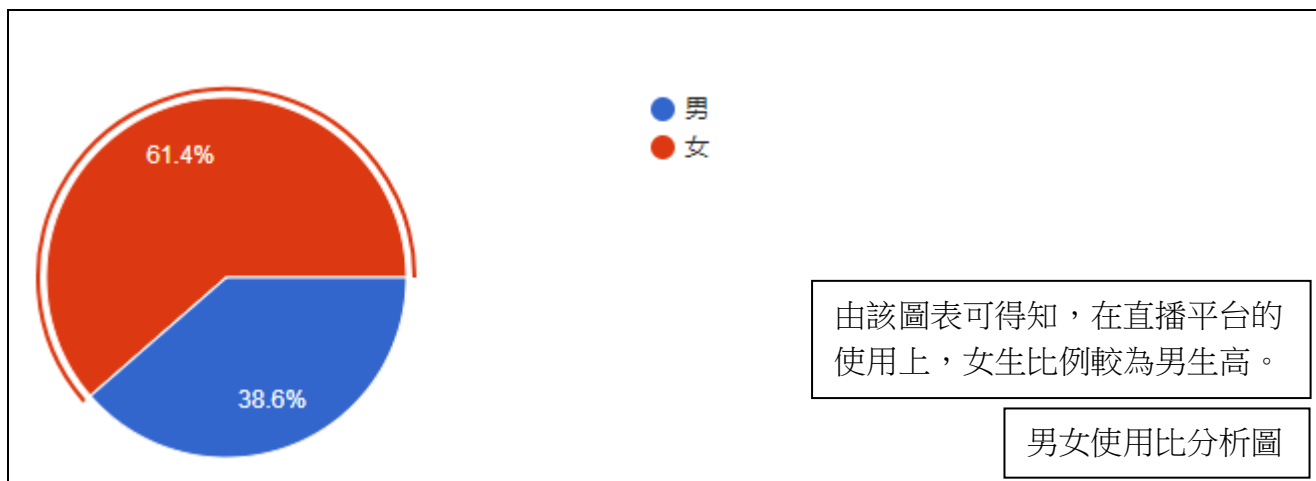 男
女
61.4%
38.6%
由該圖表可得知，在直播平台的
使用上，女生比例較為男生高。
男女使用比分析圖